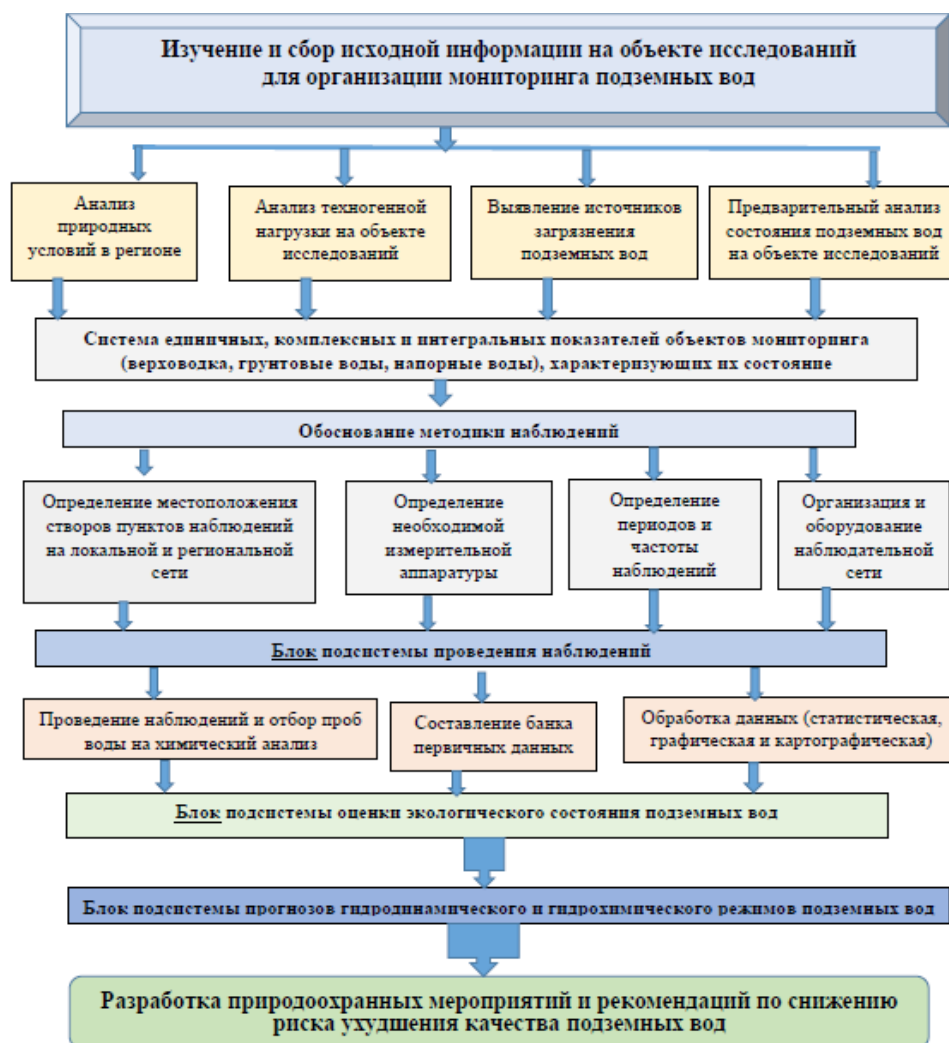 Изучение и сбор исходной информации на объекте исследований
для организации мониторинга подземных вод
Анализ
природных
условий в регионе
Анализ техногенной
нагрузки на объекте
исследований
Выявление источников
загрязнения
подземных вод
Предварительный анализ
состояния подземных вод
на объекте исследований
Система единичных, комплексных и интегральных показателей объектов мониторинга
(верховодка, грунтовые воды, напорные воды), характеризующих их состояние
Обоснование методики наблюдений
Определение местоположения
створов пунктов наблюдений
на локальной и региональной
сети
Определение
необходимой
измерительной
аппаратуры
Определение
периодов и
частоты
наблюдений
Организация и
оборудование
наблюдательной
сети
Блок подсистемы проведения наблюдений
Проведение наблюдений и отбор проб
воды на химический анализ
Составление банка
первичных данных
Обработка данных (статистическая,
графическая и картографическая)
Блок подсистемы оценки экологического состояния подземных вод
Блок подсистемы прогнозов гидродинамического и гидрохимического режимов подземных вод
Разработка природоохранных мероприятий и рекомендаций по снижению
риска ухудшения качества подземных вод